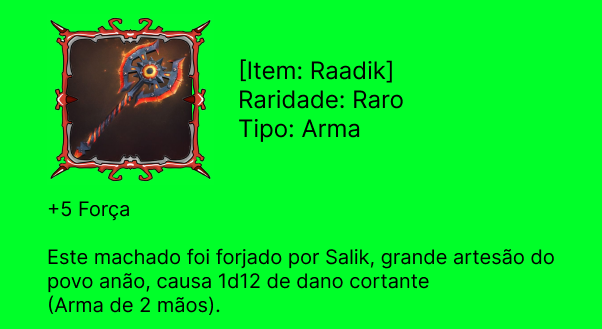 [Item: Raadik]
Raridade: Raro
Tipo: Arma
+5 Força
Este machado foi forjado por Salik, grande artesão do
povo anão, causa 1d12 de dano cortante
(Arma de 2 mãos).